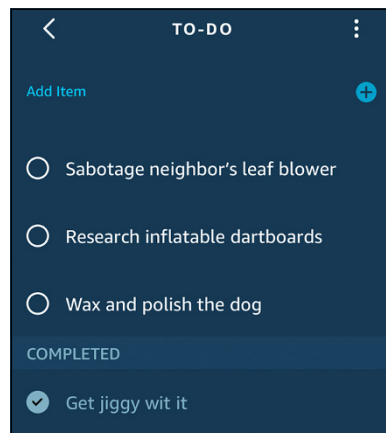 TO-DO
Add Item
Sabotage neighbor's leaf blower
Research inflatable dartboards
Wax and polish the dog
COMPLETED
Get jiggy wit it